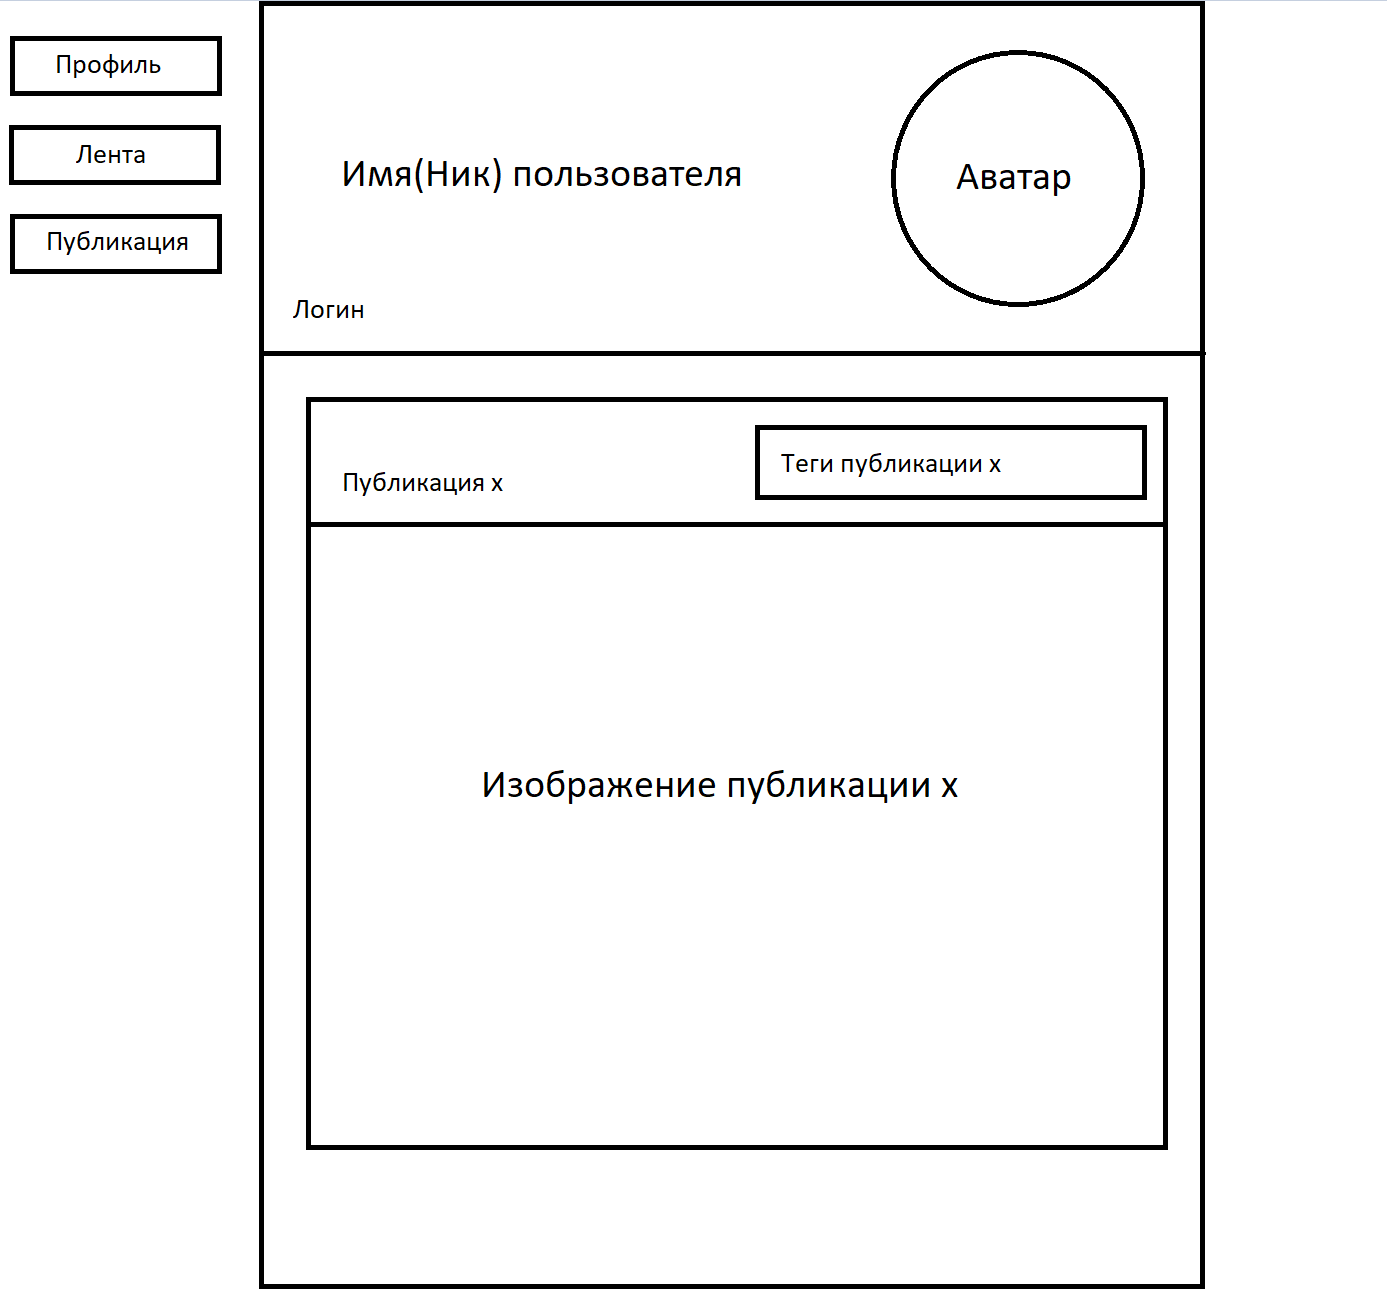 Профиль
Лента
Публикация
Имя(Ник) пользователя
Аватар
Логин
Публикация x
Теги публикации x
Изображение публикации x